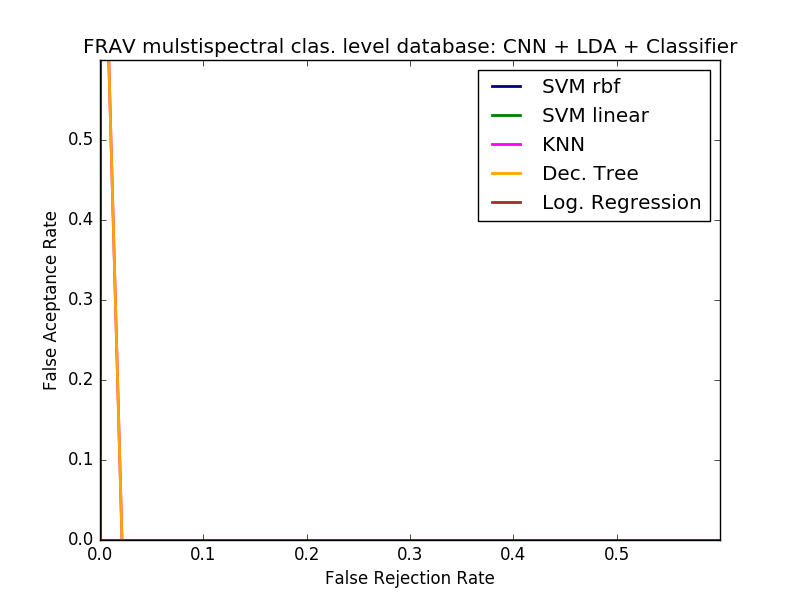 FRAV mulstispectral clas. level database: CNN + LDA + Classifier
SVM rbf
SVM linear
KNN
Dec. Tree
Log. Regression
False Aceptance Rate
0.5
0.4
0.3
0.2
0.1
0.0
0.0 0.1 0.2 0.3 0.4 0.5
False Rejection Rate